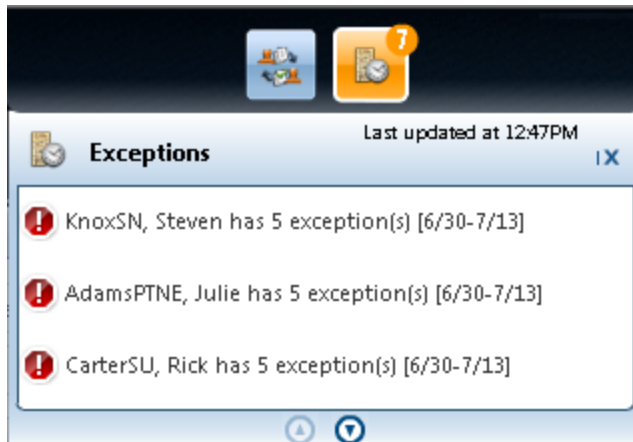 7
Last updated at 12:47PM
Exceptions
KnoxSN, Steven has 5 exception(s) [6/30-7/13]
AdamsPTNE, Julie has 5 exception(s) [6/30-7/13]
CarterSU, Rick has 5 exception(s) [6/30-7/13]